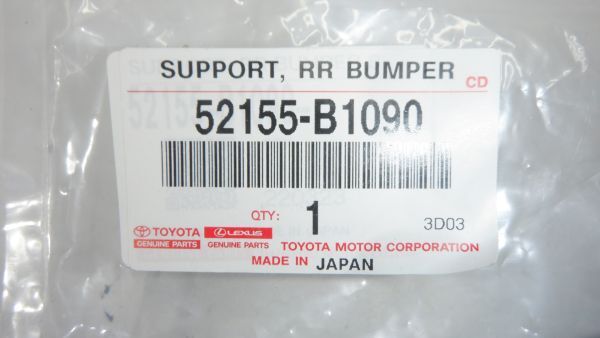 SUPPORT, RR BUMPER
CD
52155-B1090
QTY: 1 3D03
TOYOTA LEXUS
GENUINE PARTS GENUINE PARTS TOYOTA MOTOR CORPORATION
MADE IN JAPAN